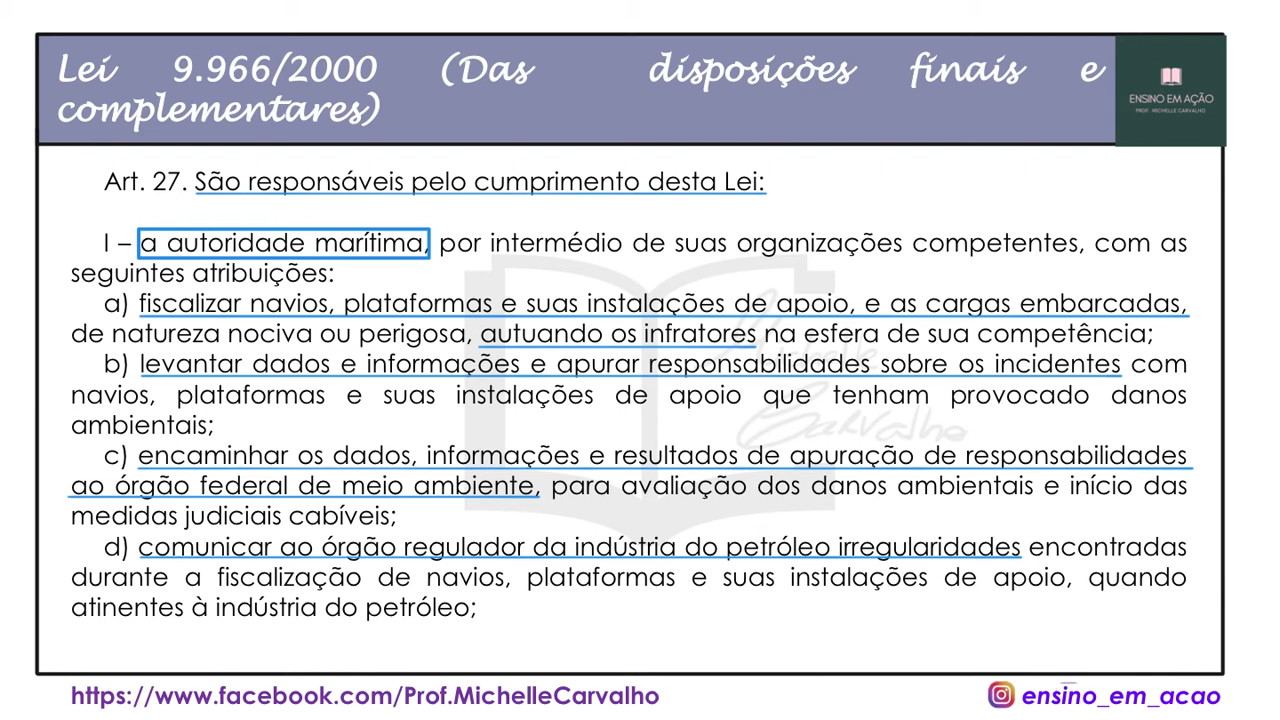 Lei 9.966/2000 (Das disposições finais e
complementares)
ENSINO EM AÇÃO
PROF. MICHELLE CARVALHO
Art. 27. São responsáveis pelo cumprimento desta Lei:
I – a autoridade marítima, por intermédio de suas organizações competentes, com as
seguintes atribuições:
a) fiscalizar navios, plataformas e suas instalações de apoio, e as cargas embarcadas,
de natureza nociva ou perigosa, autuando os infratores na esfera de sua competência;
b) levantar dados e informações e apurar responsabilidades sobre os incidentes com
navios, plataformas e suas instalações de apoio que tenham provocado danos
ambientais;
c) encaminhar os dados, informações e resultados de apuração de responsabilidades
ao órgão federal de meio ambiente, para avaliação dos danos ambientais e início das
medidas judiciais cabíveis;
d) comunicar ao órgão regulador da indústria do petróleo irregularidades encontradas
durante a fiscalização de navios, plataformas e suas instalações de apoio, quando
atinentes à indústria do petróleo;
Michelle
Carvalho
https://www.facebook.com/Prof.MichelleCarvalho
ensino_em_acao